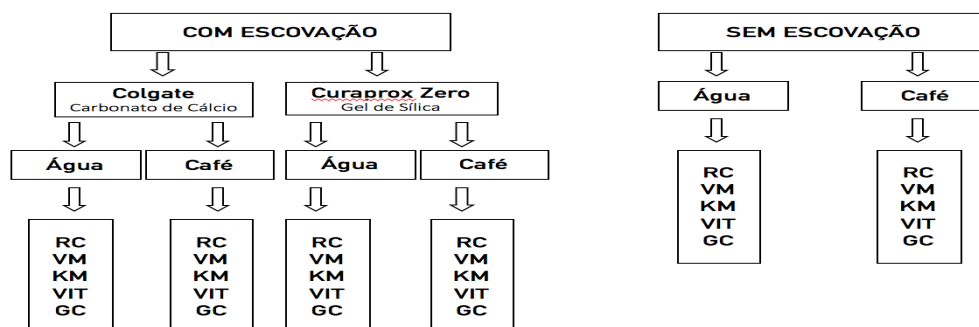 COM ESCOVAÇÃO
Colgate
Carbonato de Cálcio
Curaprox Zero
Gel de Sílica
Água
Café
Água
Café
RC
VM
KM
VIT
GC
RC
VM
KM
VIT
GC
RC
VM
KM
VIT
GC
RC
VM
KM
VIT
GC
SEM ESCOVAÇÃO
Água
Café
RC
VM
KM
VIT
GC
RC
VM
KM
VIT
GC